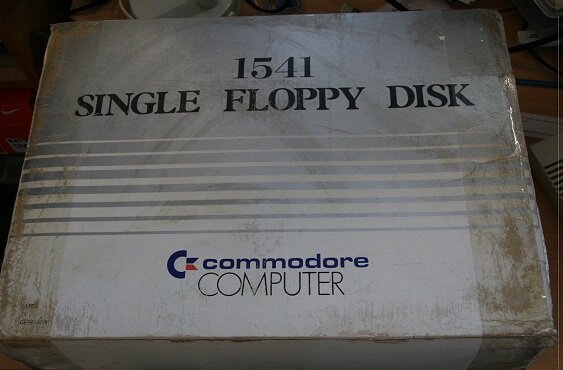 1541
SINGLE FLOPPY DISK
commodore
COMPUTER